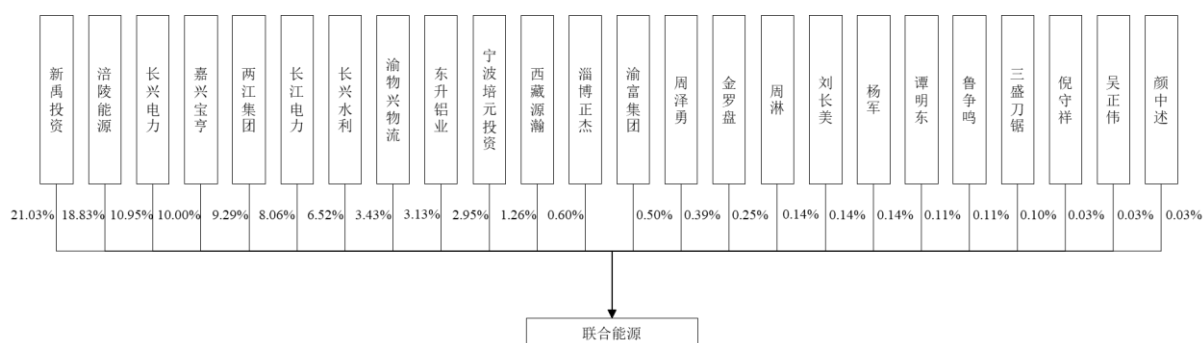 新禹投资
涪陵能源
长兴电力
嘉兴宝亨
两江集团
长江电力
长兴水利
渝物兴物流
东升铝业
宁波培元投资
西藏源瀚
淄博正杰
渝富集团
周泽勇
金罗盘
周淋
刘长美
杨军
谭明东
鲁争鸣
三盛刀锯
倪守祥
吴正伟
颜中述
21.03% 18.83% 10.95% 10.00% 9.29% 8.06% 6.52% 3.43% 3.13% 2.95% 1.26% 0.60% 0.50% 0.39% 0.25% 0.14% 0.14% 0.14% 0.11% 0.11% 0.10% 0.03% 0.03% 0.03%
联合能源